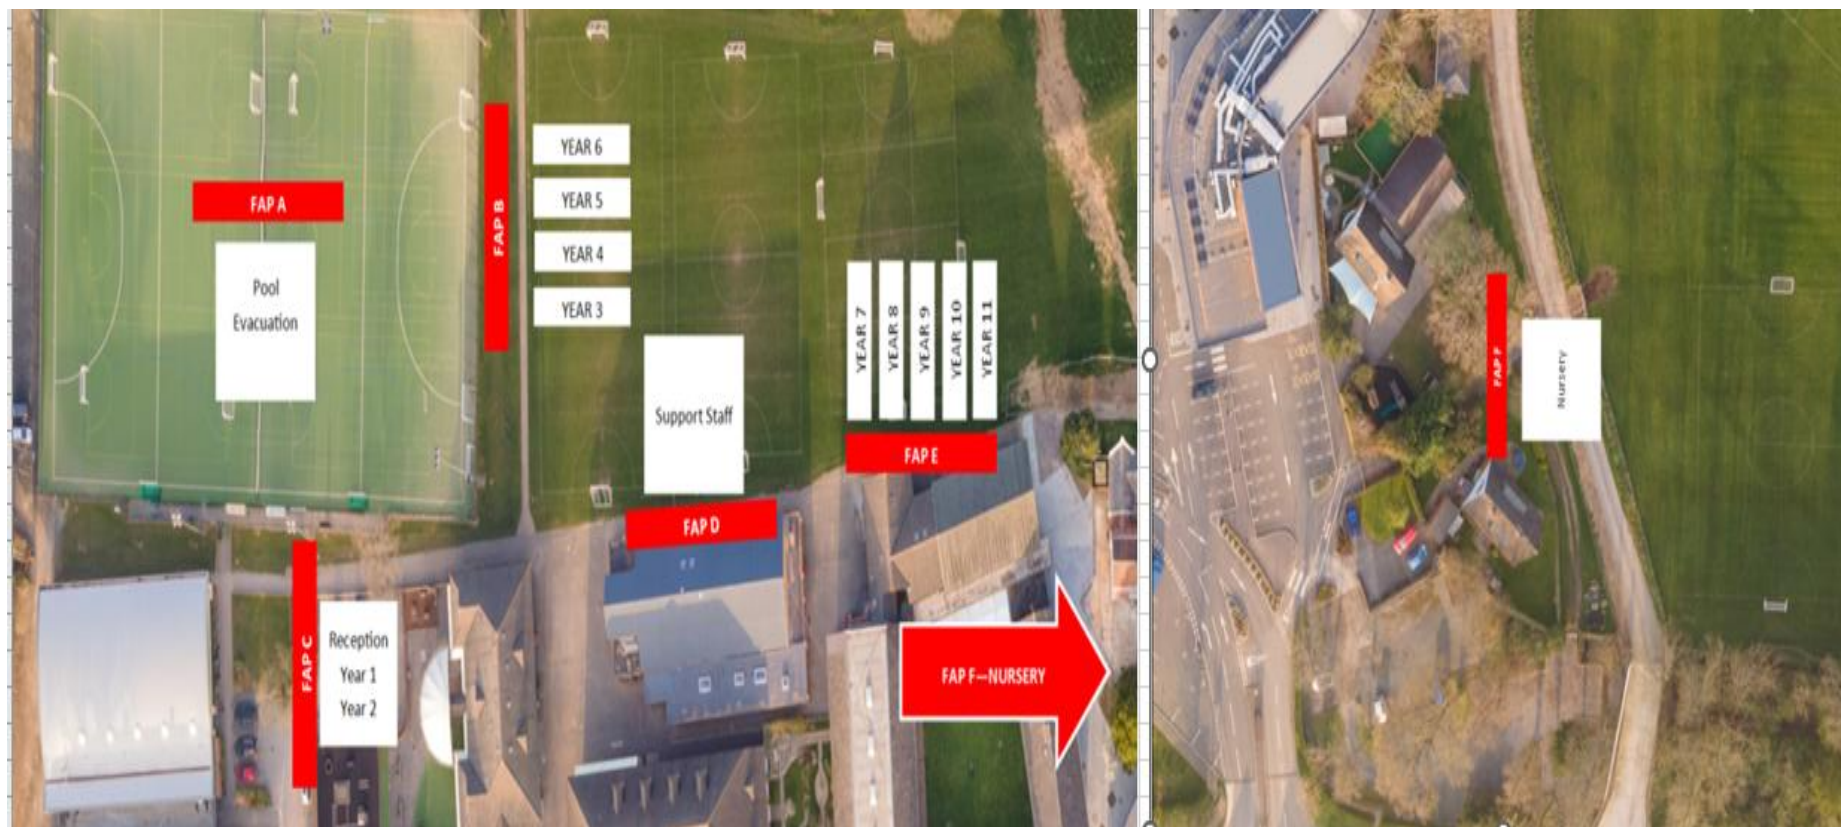 FAP A
Pool
Evacuation
FAP B
YEAR 6
YEAR 5
YEAR 4
YEAR 3
Support Staff
FAP D
YEAR 7
YEAR 8
YEAR 9
YEAR 10
YEAR 11
FAP E
FAP C
Reception
Year 1
Year 2
FAP F—NURSERY
FAP F
Nursery